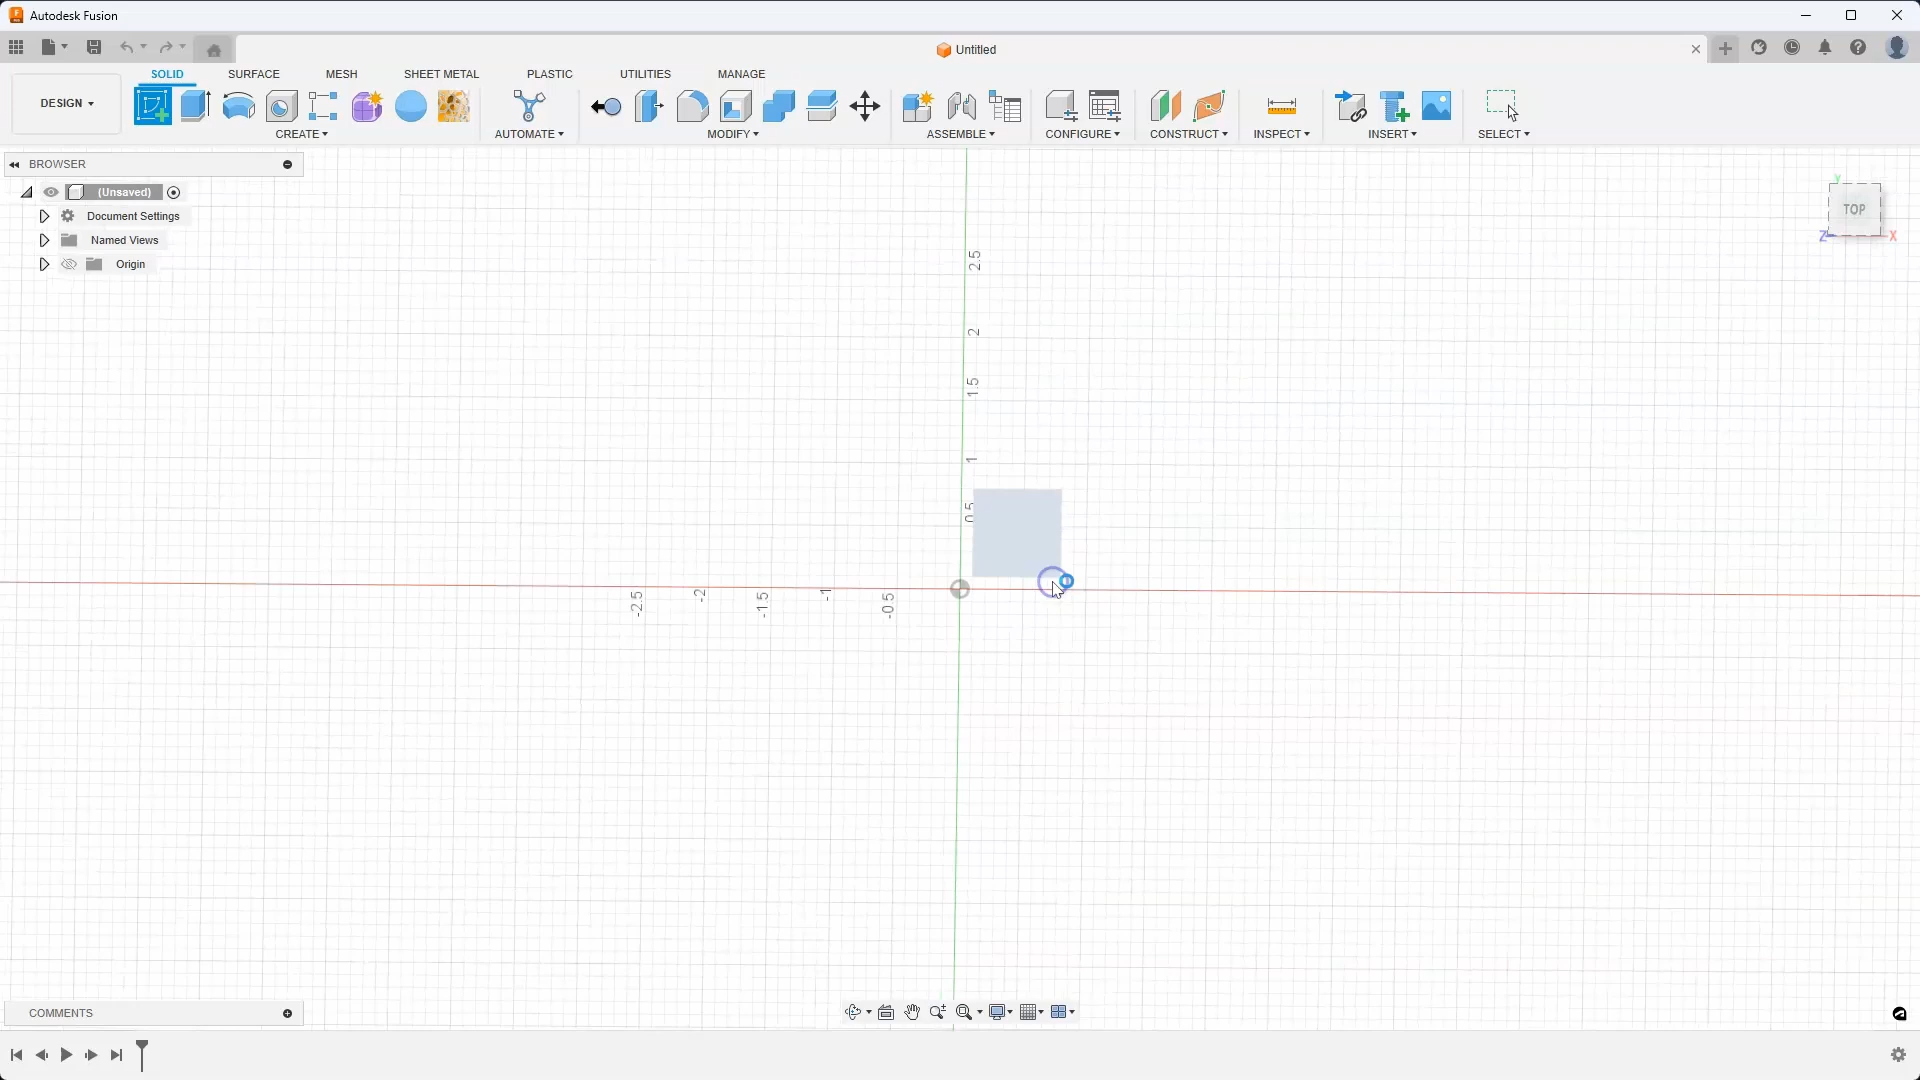 Autodesk Fusion
Untitled
SOLID SURFACE MESH SHEET METAL PLASTIC UTILITIES MANAGE
DESIGN
CREATE AUTOMATE MODIFY ASSEMBLE CONFIGURE CONSTRUCT INSPECT INSERT SELECT
BROWSER
(Unsaved)
Document Settings
Named Views
Origin
Y
TOP
Z X
2.5
2
1.5
1
0.5
-2.5 -2 -1.5 -1 -0.5
COMMENTS